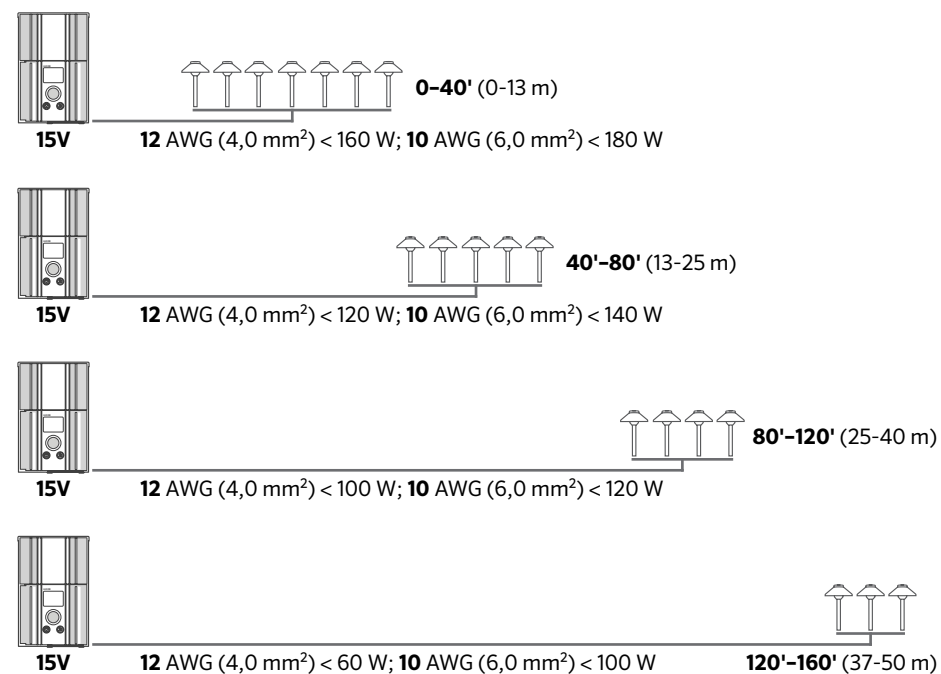 0–40' (0-13 m)
15V 12 AWG (4,0 mm²) < 160 W; 10 AWG (6,0 mm²) < 180 W
40'–80' (13-25 m)
15V 12 AWG (4,0 mm²) < 120 W; 10 AWG (6,0 mm²) < 140 W
80'–120' (25-40 m)
15V 12 AWG (4,0 mm²) < 100 W; 10 AWG (6,0 mm²) < 120 W
15V 12 AWG (4,0 mm²) < 60 W; 10 AWG (6,0 mm²) < 100 W 120'–160' (37-50 m)